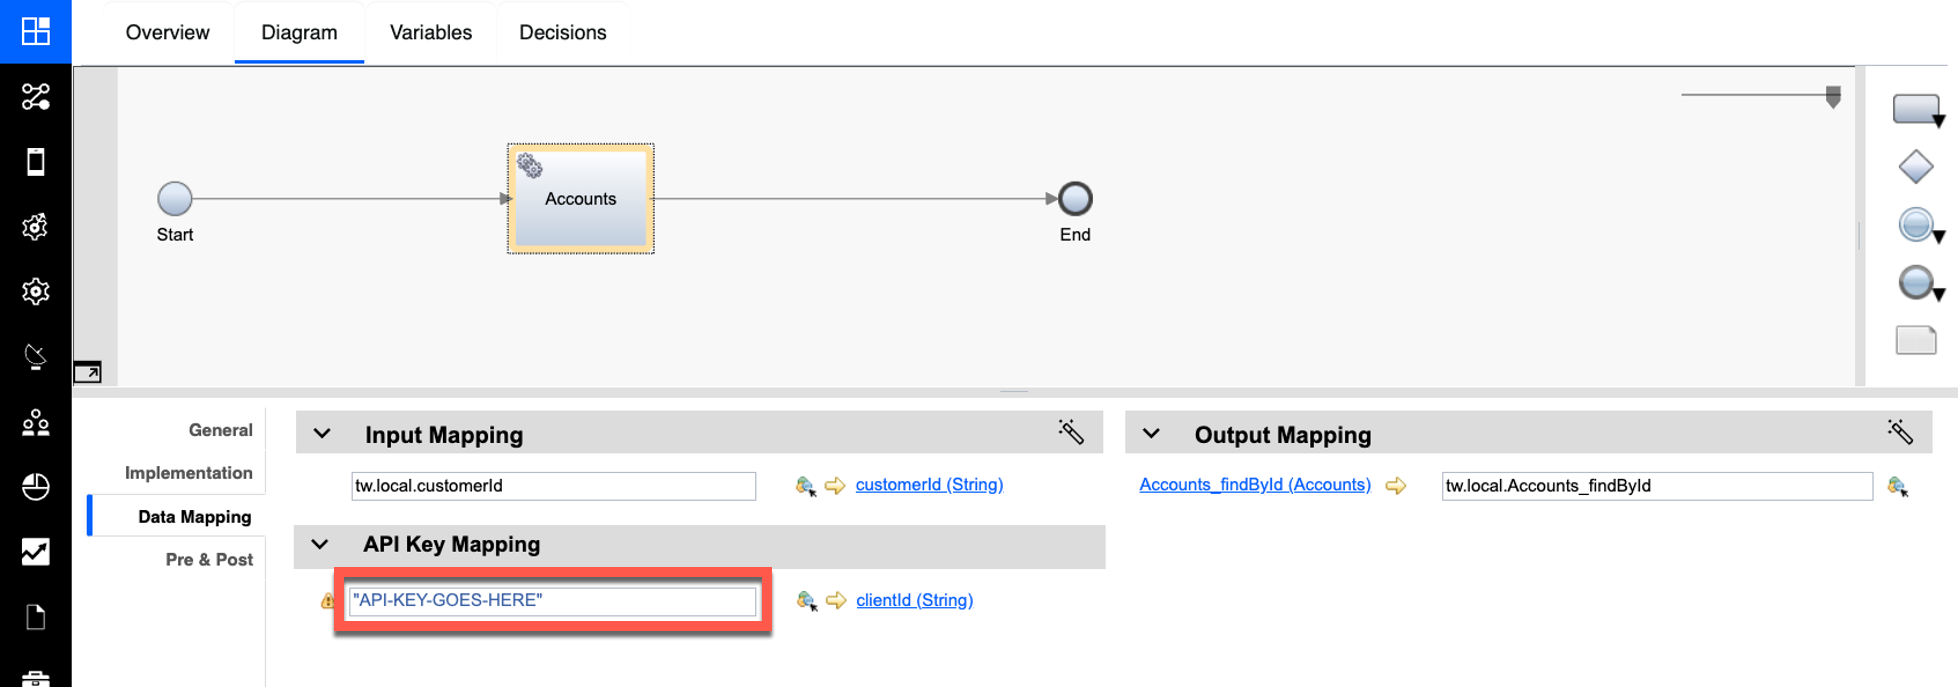 Overview Diagram Variables Decisions
Accounts
Start
End
General
Implementation
Data Mapping
Pre & Post
Input Mapping
tw.local.customerId customerId (String)
API Key Mapping
"API-KEY-GOES-HERE" clientId (String)
Output Mapping
Accounts_findById (Accounts) tw.local.Accounts_findById